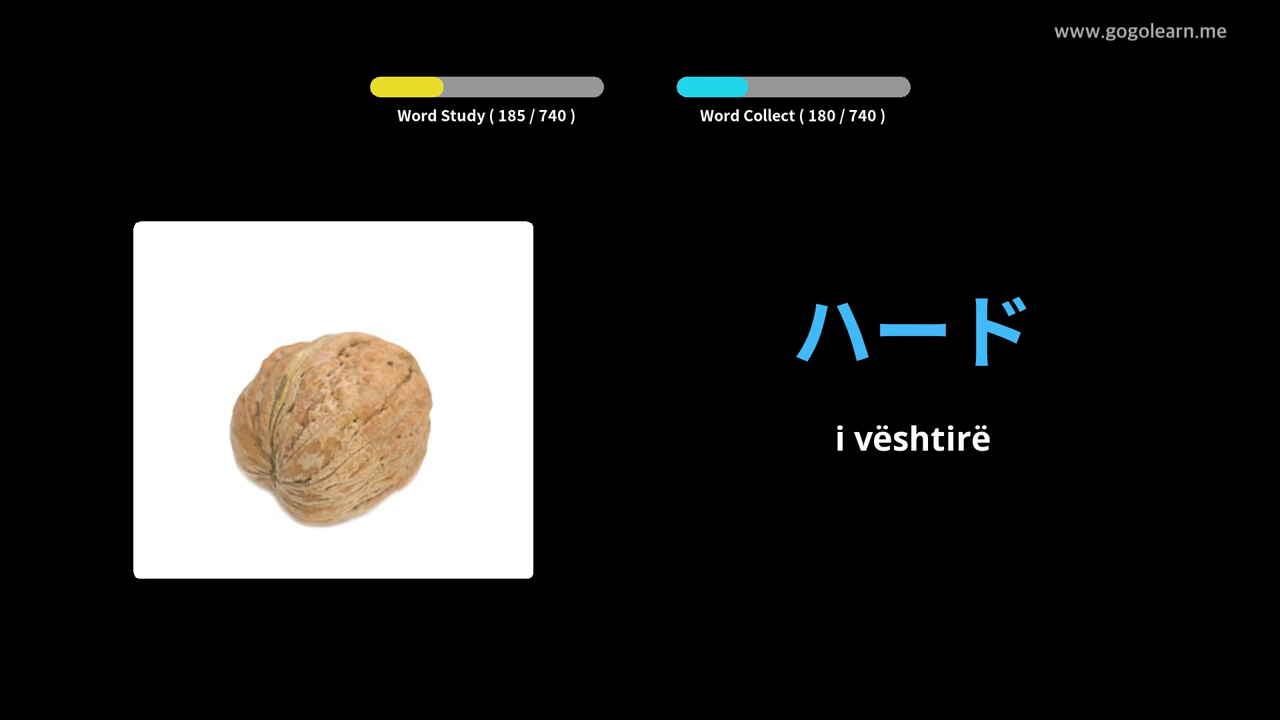 www.gogolearn.me
Word Study ( 185 / 740 )
Word Collect ( 180 / 740 )
ハード
i vështirë